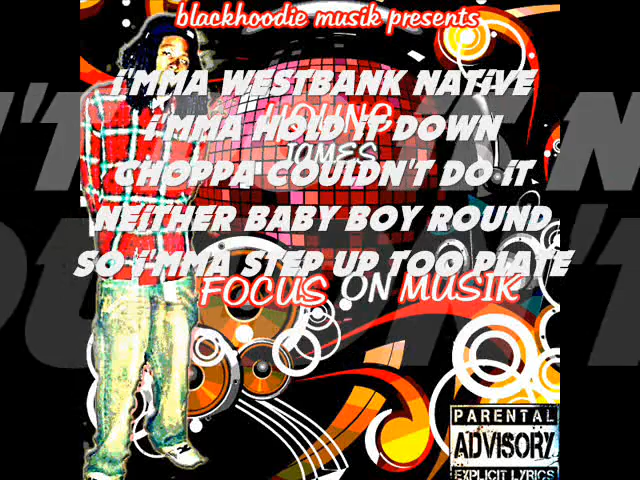 blackhoodie musik presents
I'MMA WESTBANK NATIVE
YOUNG
I'MMA HOLD IT DOWN
JAMES
CHOPPA COULDN'T DO IT
NEITHER BABY BOY ROUND
SO I'MMA STEP UP TOO PLATE
FOCUS ON MUSIK
PARENTAL
ADVISORY
EXPLICIT LYRICS